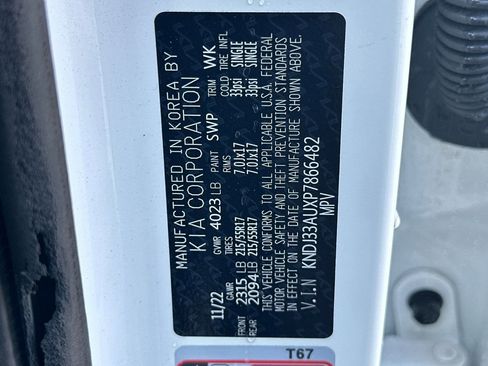 MANUFACTURED IN KOREA BY
KIA CORPORATION
11/22 GVWR 4023 LB PAINT SWP TRIM WK
GAWR TIRES RIMS COLD TIRE INFL
FRONT 2315 LB 215/55R17 7.0Jx17 33psi SINGLE
REAR 2094 LB 215/55R17 7.0Jx17 33psi SINGLE
THIS VEHICLE CONFORMS TO ALL APPLICABLE U.S.A. FEDERAL
MOTOR VEHICLE SAFETY AND THEFT PREVENTION STANDARDS
IN EFFECT ON THE DATE OF MANUFACTURE SHOWN ABOVE.
V.I.N KNDJ33AUXP7866482
MPV
T67